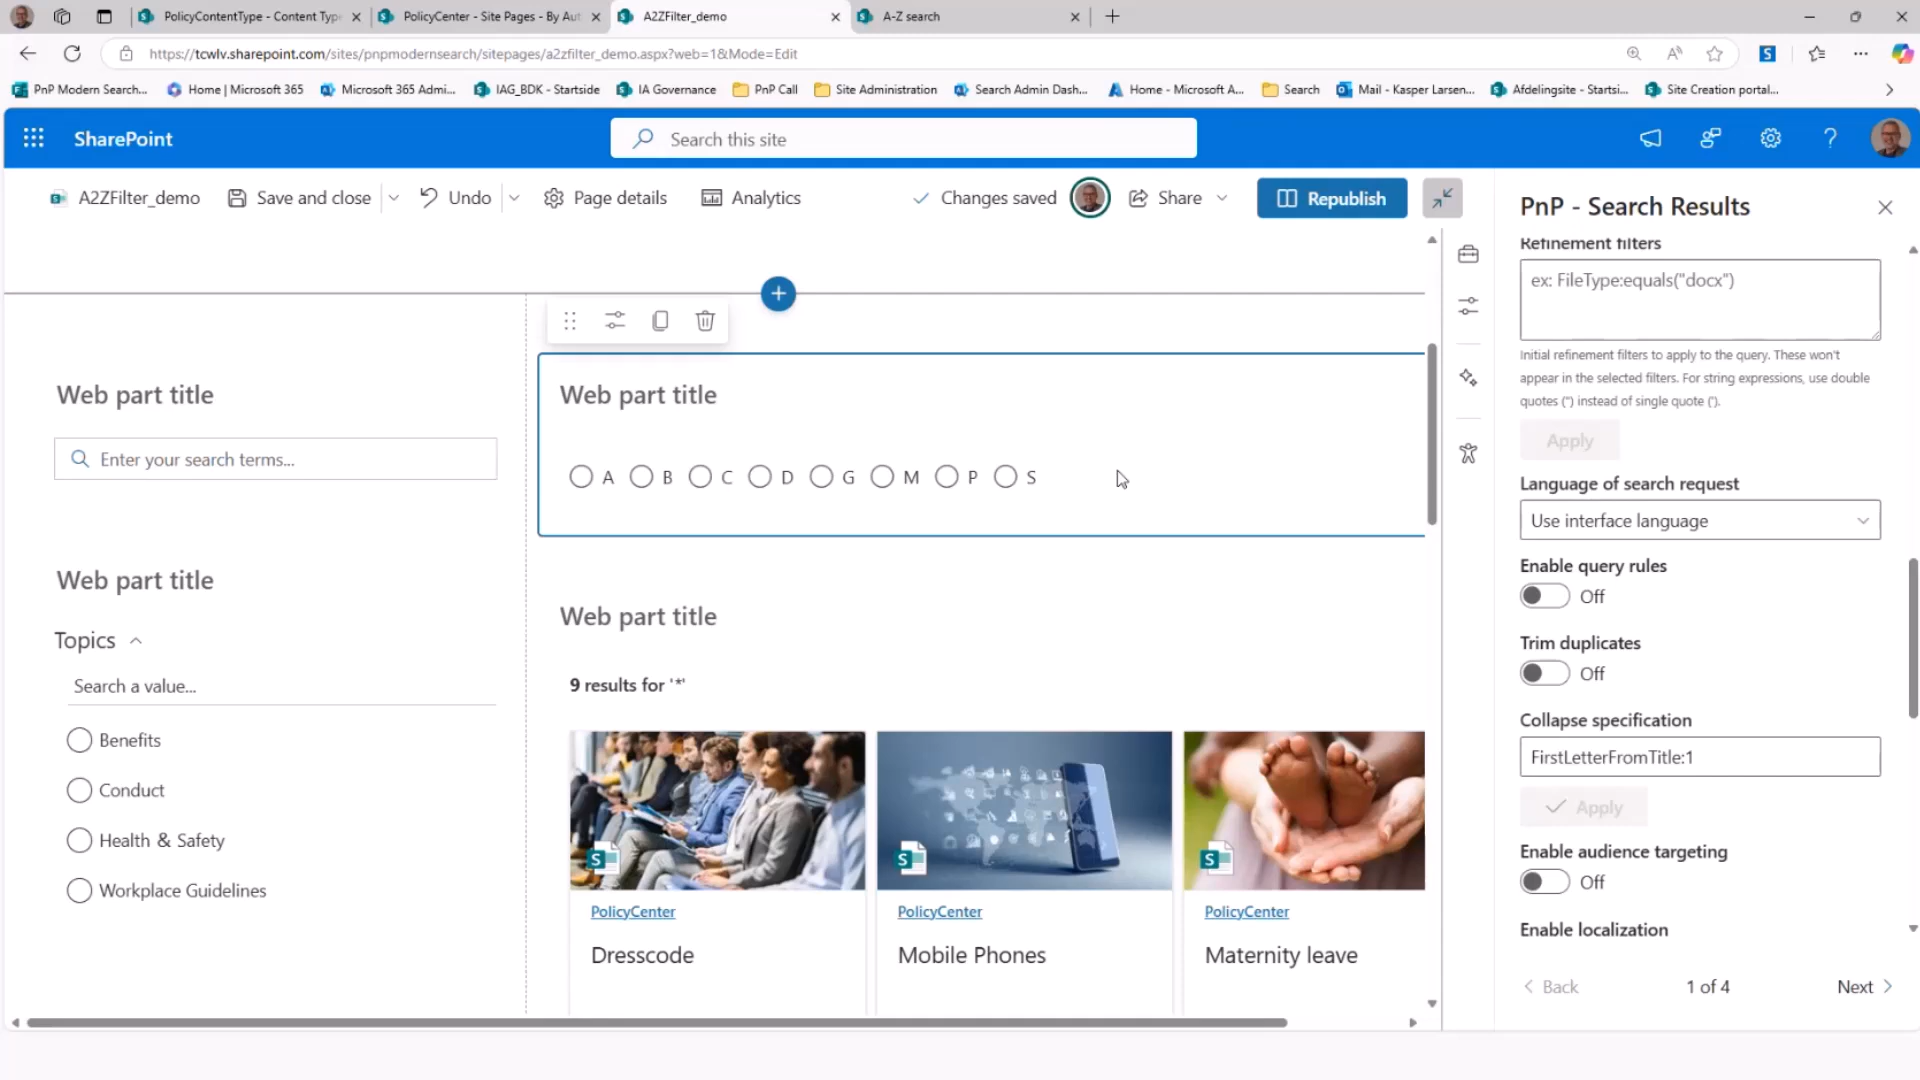 PolicyContentType - Content Type
PolicyCenter - Site Pages - By Aut
A2ZFilter_demo
A-Z search
https://tcwlv.sharepoint.com/sites/pnpmodernsearch/sitepages/a2zfilter_demo.aspx?web=1&Mode=Edit
PnP Modern Search...
Home | Microsoft 365
Microsoft 365 Admi...
IAG_BDK - Startside
IA Governance
PnP Call
Site Administration
Search Admin Dash...
Home - Microsoft A...
Search
Mail - Kasper Larsen...
Afdelingsite - Startsi...
Site Creation portal...
SharePoint
Search this site
A2ZFilter_demo
Save and close
Undo
Page details
Analytics
Changes saved
Share
Republish
Web part title
Enter your search terms...
Web part title
Topics
Search a value...
Benefits
Conduct
Health & Safety
Workplace Guidelines
Web part title
A B C D G M P S
Web part title
9 results for '*'
PolicyCenter
Dresscode
PolicyCenter
Mobile Phones
PolicyCenter
Maternity leave
PnP - Search Results
Refinement filters
ex: FileType:equals("docx")
Initial refinement filters to apply to the query. These won't
appear in the selected filters. For string expressions, use double
quotes (") instead of single quote (').
Apply
Language of search request
Use interface language
Enable query rules
Off
Trim duplicates
Off
Collapse specification
FirstLetterFromTitle:1
Apply
Enable audience targeting
Off
Enable localization
Back
1 of 4
Next